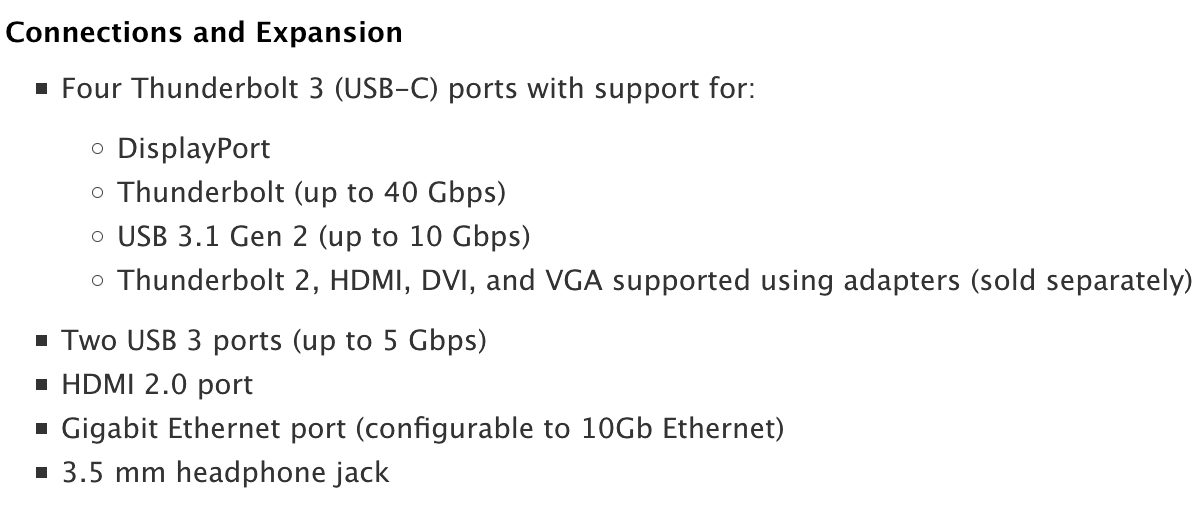 Connections and Expansion
Four Thunderbolt 3 (USB-C) ports with support for:
DisplayPort
Thunderbolt (up to 40 Gbps)
USB 3.1 Gen 2 (up to 10 Gbps)
Thunderbolt 2, HDMI, DVI, and VGA supported using adapters (sold separately)
Two USB 3 ports (up to 5 Gbps)
HDMI 2.0 port
Gigabit Ethernet port (configurable to 10Gb Ethernet)
3.5 mm headphone jack